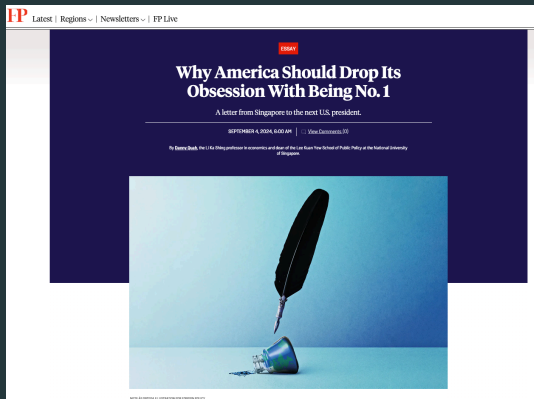 FP Latest | Regions | Newsletters | FP Live
ESSAY
Why America Should Drop Its
Obsession With Being No. 1
A letter from Singapore to the next U.S. president.
SEPTEMBER 4, 2024, 6:00 AM | View Comments (0)
By Danny Quah, the Li Ka Shing professor in economics and dean of the Lee Kuan Yew School of Public Policy at the National University
of Singapore.